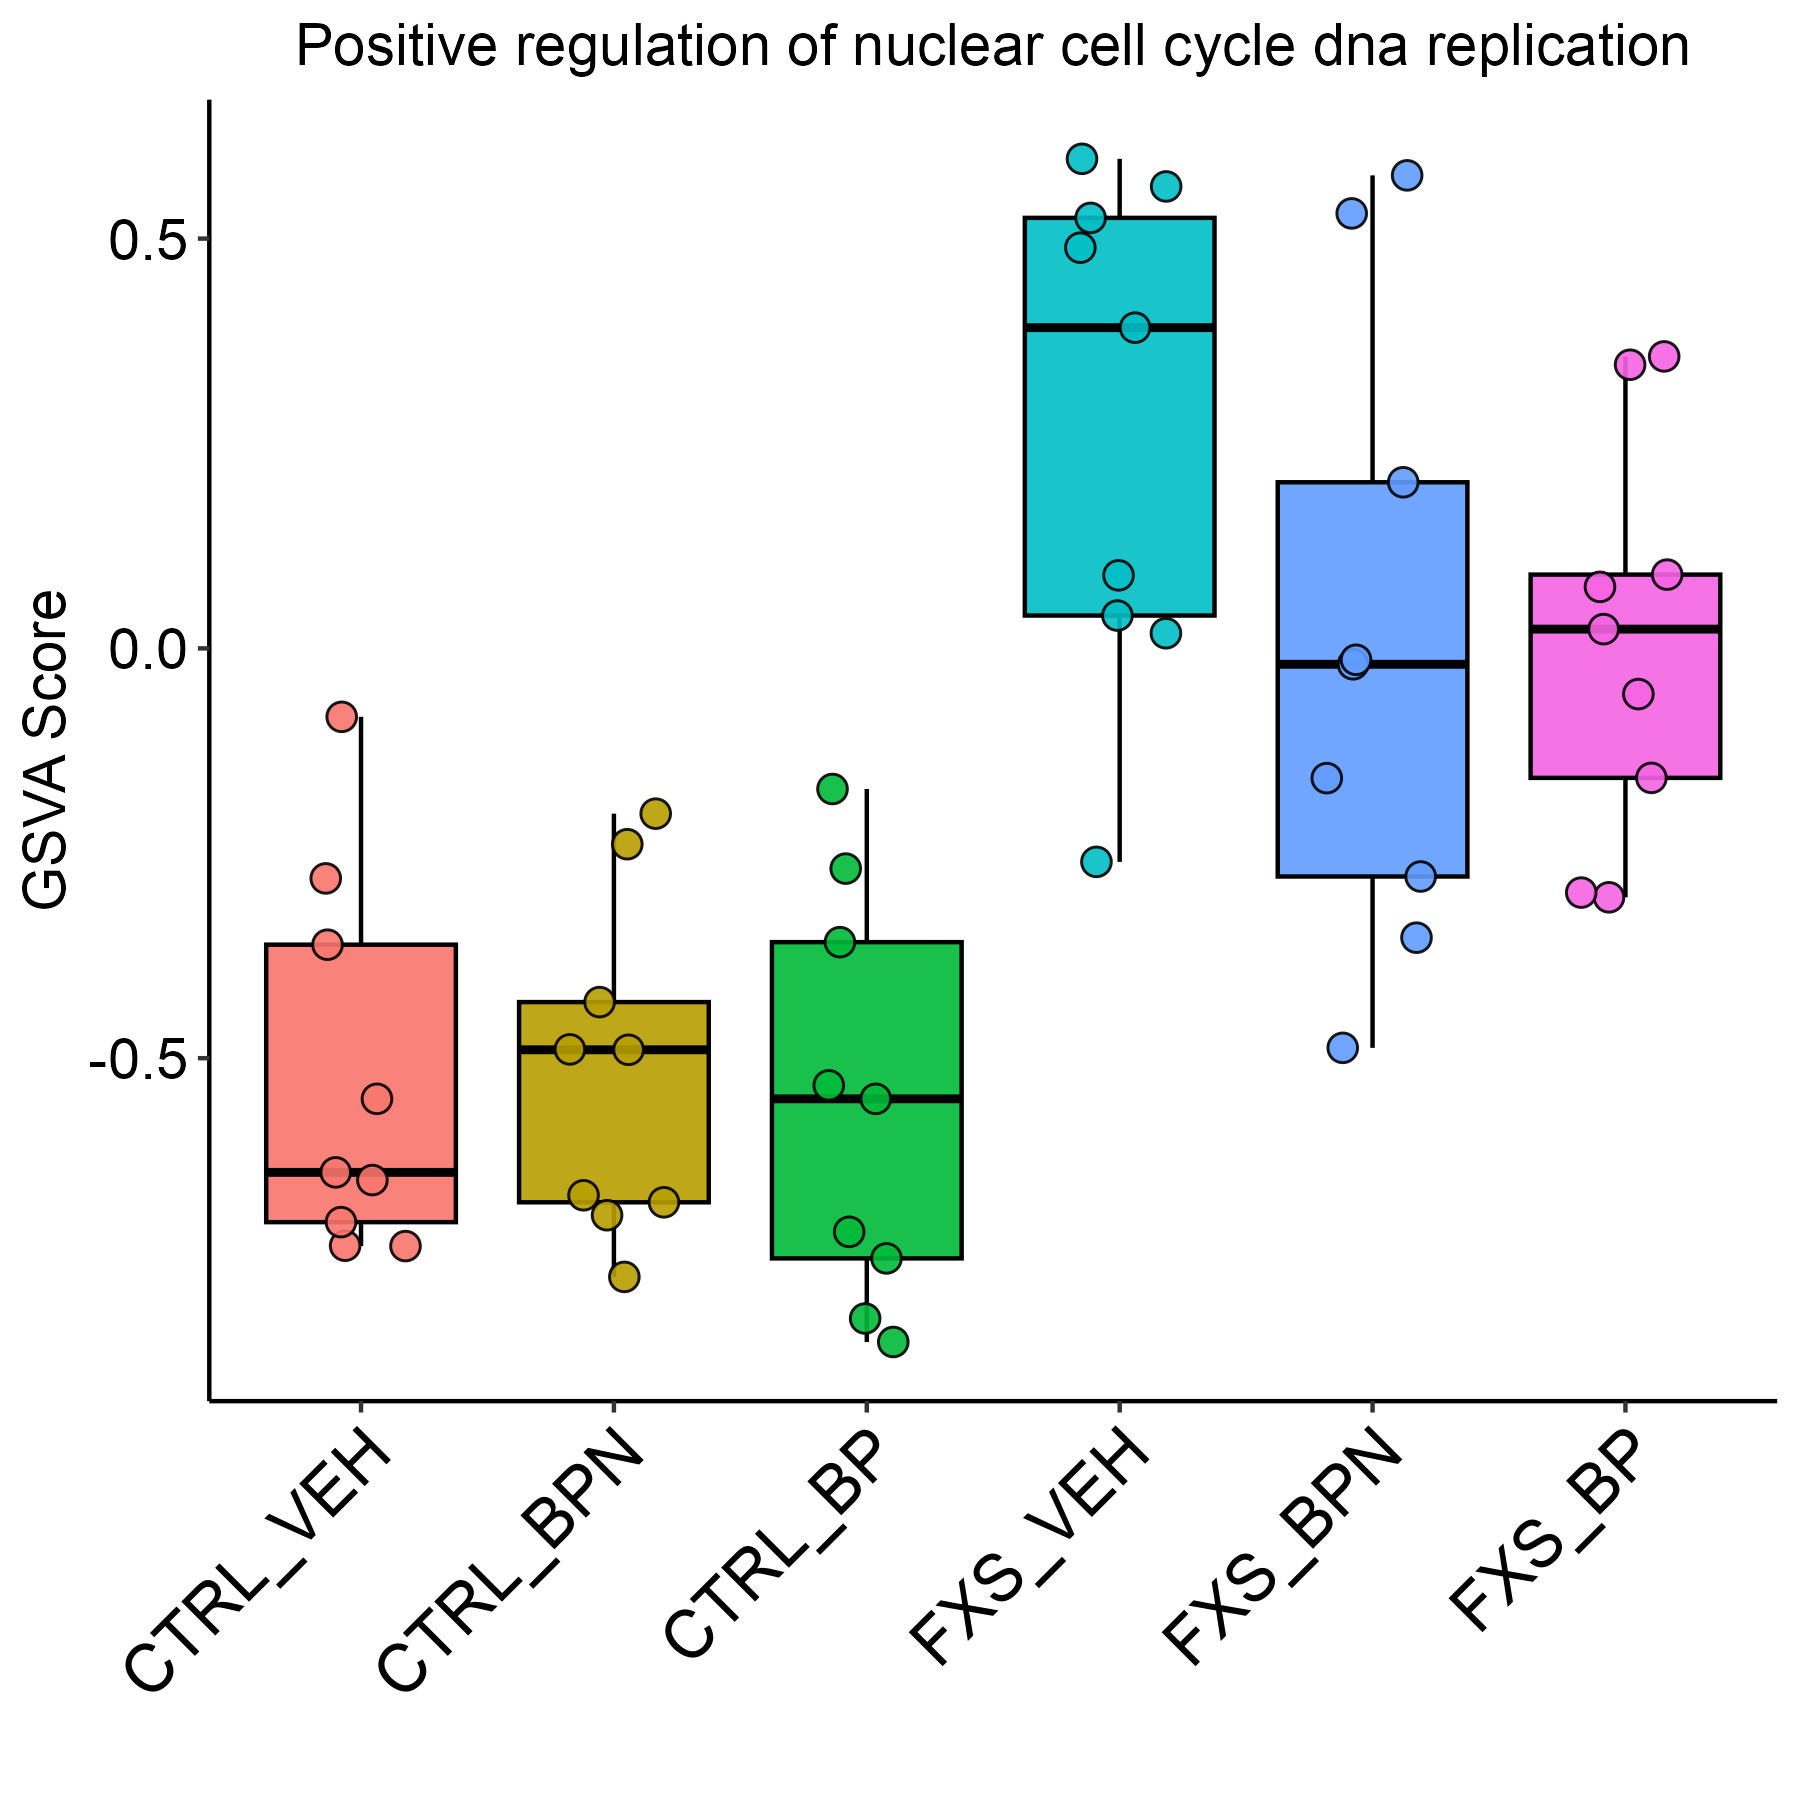 Positive regulation of nuclear cell cycle dna replication
GSVA Score
0.5
0.0
-0.5
CTRL_VEH
CTRL_BPN
CTRL_BP
FXS_VEH
FXS_BPN
FXS_BP